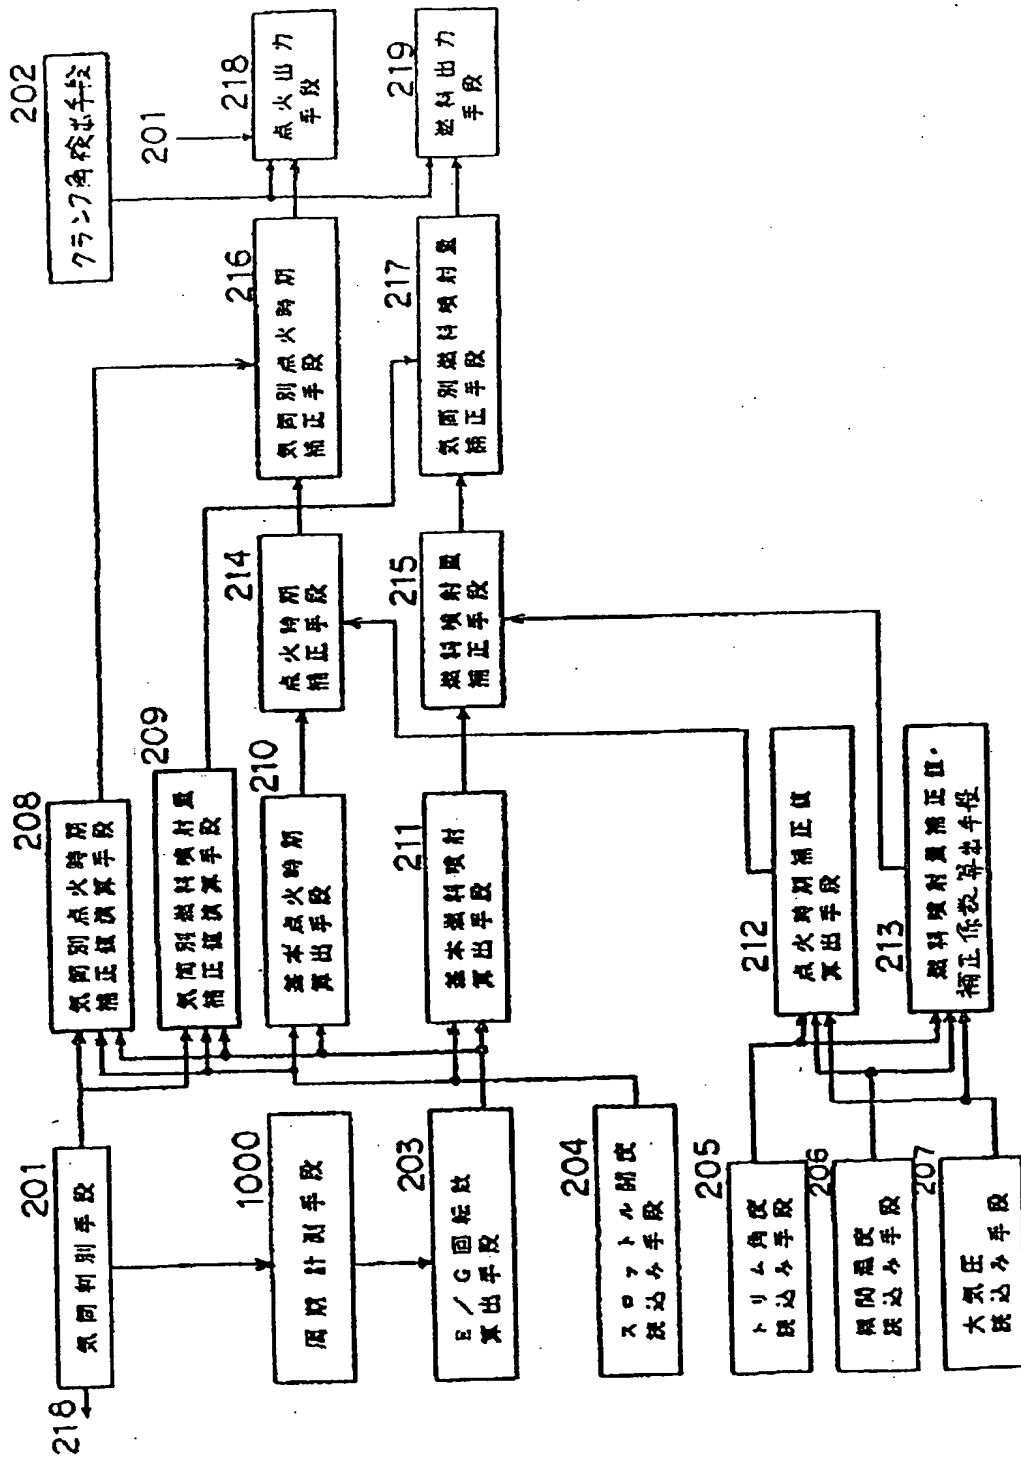 201
気筒判別手段
218
1000
周期計測手段
203
E/G回転数
算出手段
204
スロットル開度
読込み手段
205
トリム角度
読込み手段
206
機関温度
読込み手段
207
大気圧
読込み手段
208
気筒別点火時期
補正値演算手段
209
気筒別燃料噴射量
補正値演算手段
210
基本点火時期
算出手段
211
基本燃料噴射
算出手段
212
点火時期補正値
算出手段
213
燃料噴射量補正値・
補正係数算出手段
214
点火時期
補正手段
215
燃料噴射量
補正手段
216
気筒別点火時期
補正手段
217
気筒別燃料噴射量
補正手段
202
クランク角検出手段
201
218
点火出力
手段
219
燃料出力
手段